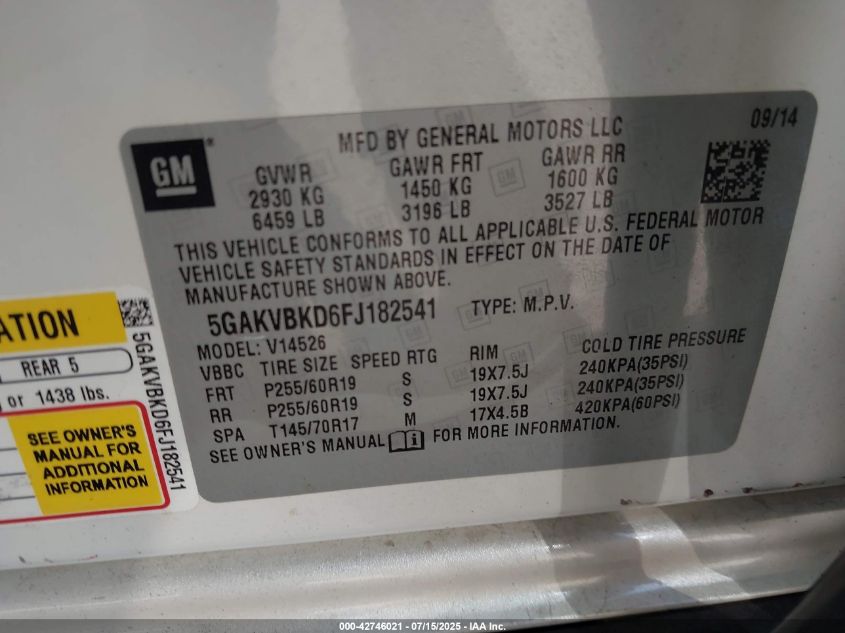 09/14
MFD BY GENERAL MOTORS LLC
GM
GVWR GAWR FRT GAWR RR
2930 KG 1450 KG 1600 KG
6459 LB 3196 LB 3527 LB
THIS VEHICLE CONFORMS TO ALL APPLICABLE U.S. FEDERAL MOTOR
VEHICLE SAFETY STANDARDS IN EFFECT ON THE DATE OF
MANUFACTURE SHOWN ABOVE.
5GAKVBKD6FJ182541 TYPE: M.P.V.
MODEL: V14526
VBBC TIRE SIZE SPEED RTG RIM COLD TIRE PRESSURE
FRT P255/60R19 S 19X7.5J 240KPA(35PSI)
RR P255/60R19 S 19X7.5J 240KPA(35PSI)
SPA T145/70R17 M 17X4.5B 420KPA(60PSI)
SEE OWNER'S MANUAL FOR MORE INFORMATION.
REAR 5
or 1438 lbs.
SEE OWNER'S
MANUAL FOR
ADDITIONAL
INFORMATION
5GAKVBKD6FJ182541
000-42746021 - 07/15/2025 - IAA Inc.